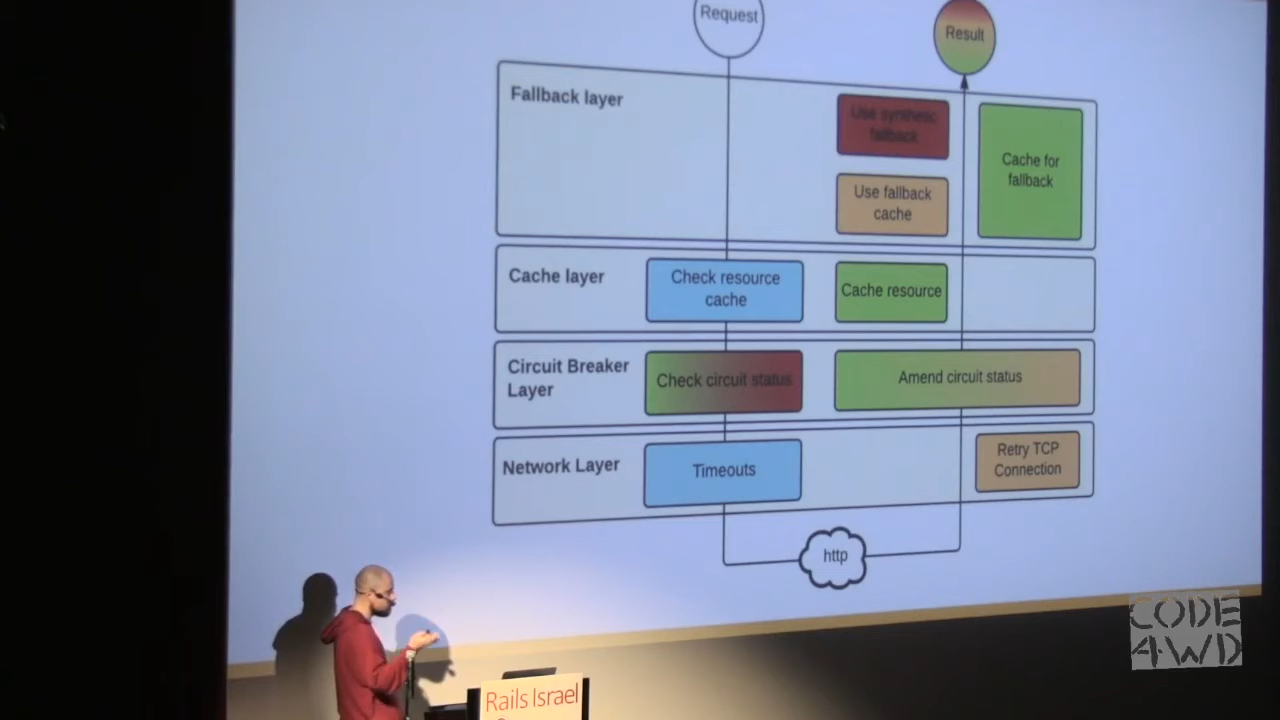 Request
Result
Fallback layer
Use synthetic
fallback
Cache for
fallback
Use fallback
cache
Cache layer
Check resource
cache
Cache resource
Circuit Breaker
Layer
Check circuit status
Amend circuit status
Network Layer
Timeouts
Retry TCP
Connection
http
CODE
4WD
Rails Israel